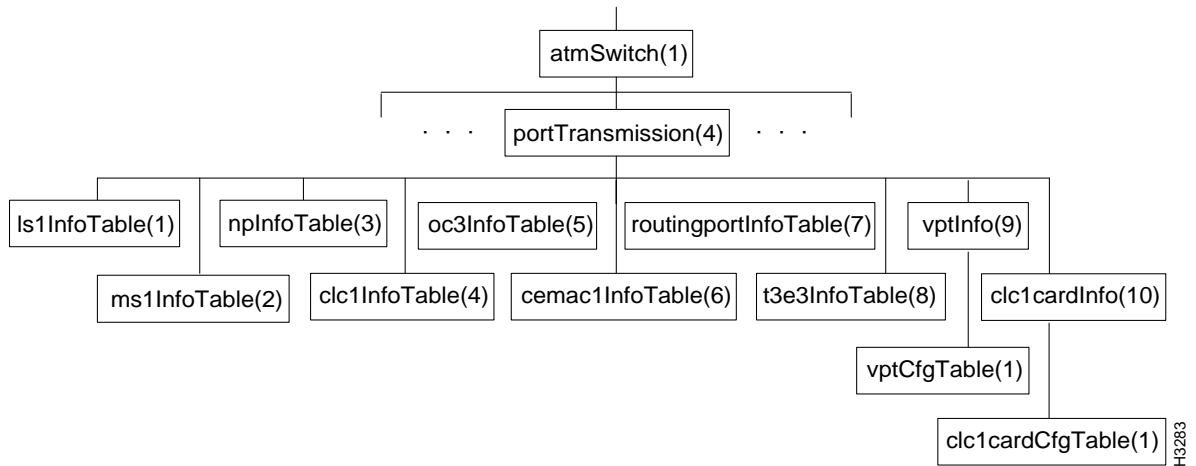 atmSwitch(1)
. . . portTransmission(4) . . .
ls1InfoTable(1) npInfoTable(3) oc3InfoTable(5) routingportInfoTable(7) vptInfo(9)
ms1InfoTable(2) clc1InfoTable(4) cemac1InfoTable(6) t3e3InfoTable(8) clc1cardInfo(10)
vptCfgTable(1)
clc1cardCfgTable(1)
H3283